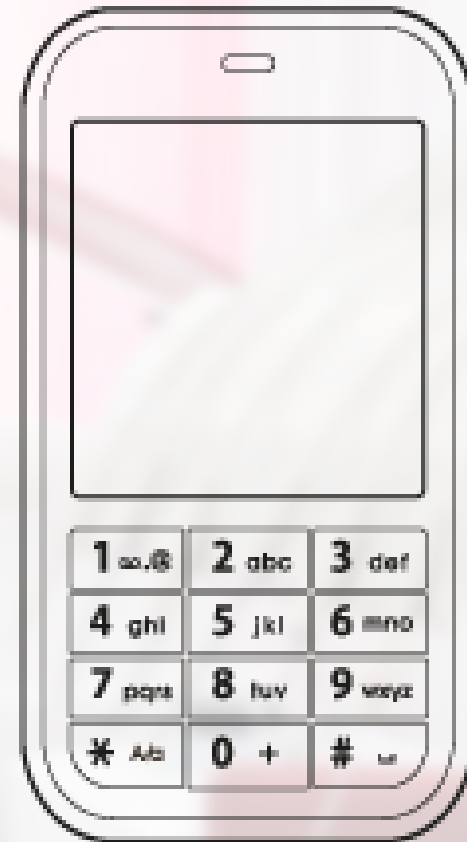 1 ∞.@ 2 abc 3 def
4 ghi 5 jkl 6 mno
7 pqrs 8 tuv 9 wxyz
* A/a 0 + # ⎵